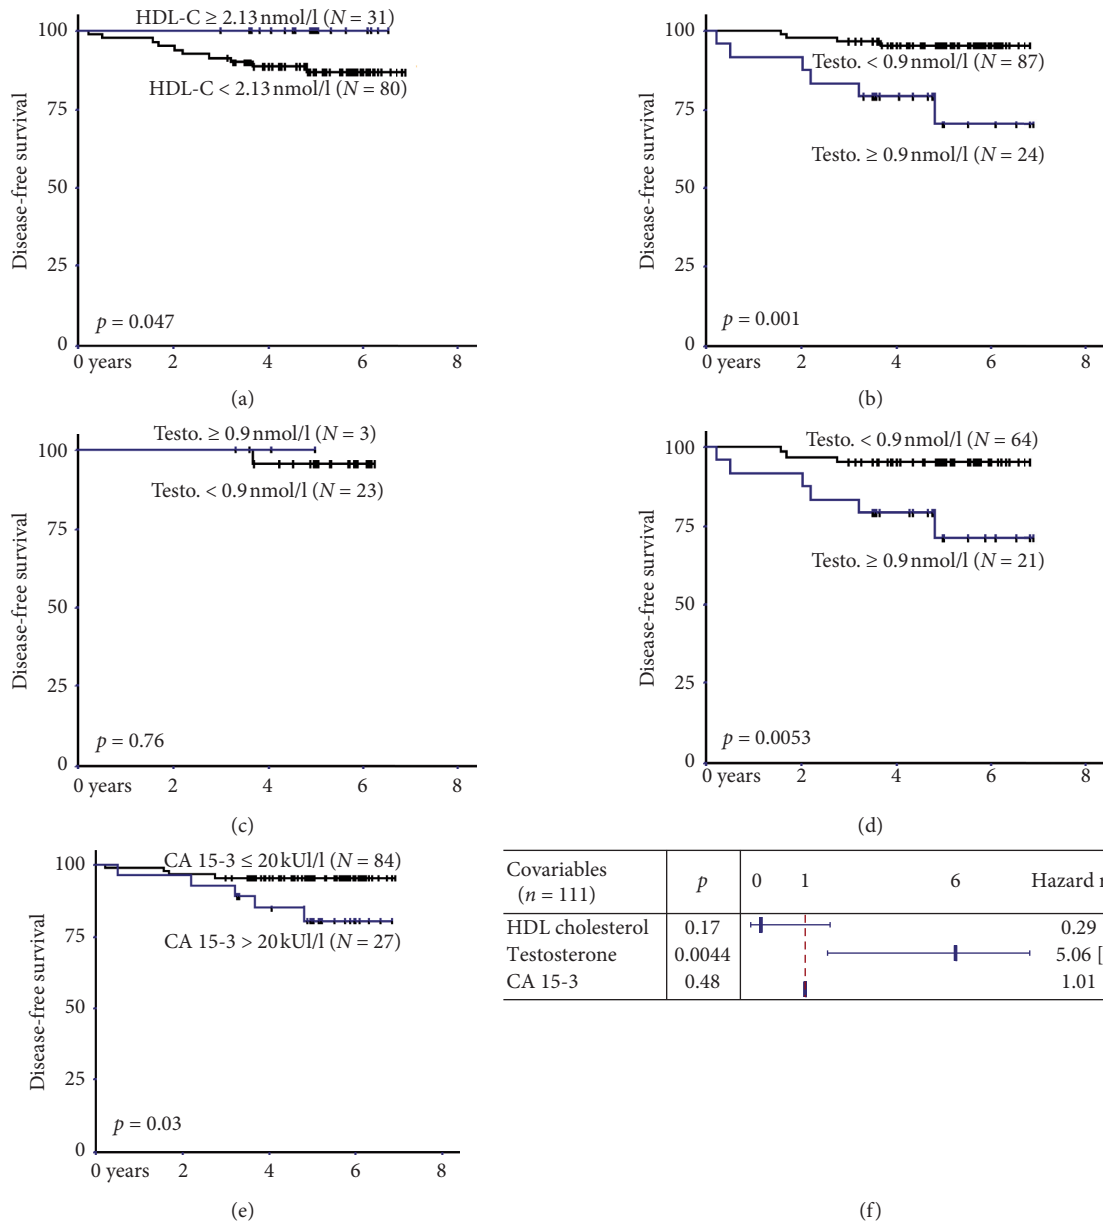 HDL-C ≥ 2.13 nmol/l (N = 31)
HDL-C < 2.13 nmol/l (N = 80)
Disease-free survival
100
75
50
25
0
p = 0.047
0 years 2 4 6 8
(a)
Testo. < 0.9 nmol/l (N = 87)
Testo. ≥ 0.9 nmol/l (N = 24)
Disease-free survival
100
75
50
25
0
p = 0.001
0 years 2 4 6 8
(b)
Testo. ≥ 0.9 nmol/l (N = 3)
Testo. < 0.9 nmol/l (N = 23)
Disease-free survival
100
75
50
25
0
p = 0.76
0 years 2 4 6 8
(c)
Testo. < 0.9 nmol/l (N = 64)
Testo. ≥ 0.9 nmol/l (N = 21)
Disease-free survival
100
75
50
25
0
p = 0.0053
0 years 2 4 6 8
(d)
CA 15-3 ≤ 20 kUl/l (N = 84)
CA 15-3 > 20 kUl/l (N = 27)
Disease-free survival
100
75
50
25
0
p = 0.03
0 years 2 4 6 8
(e)
Covariables
(n = 111)
p 0 1 6 Hazard
HDL cholesterol 0.17 0.29
Testosterone 0.0044 5.06 [
CA 15-3 0.48 1.01
(f)